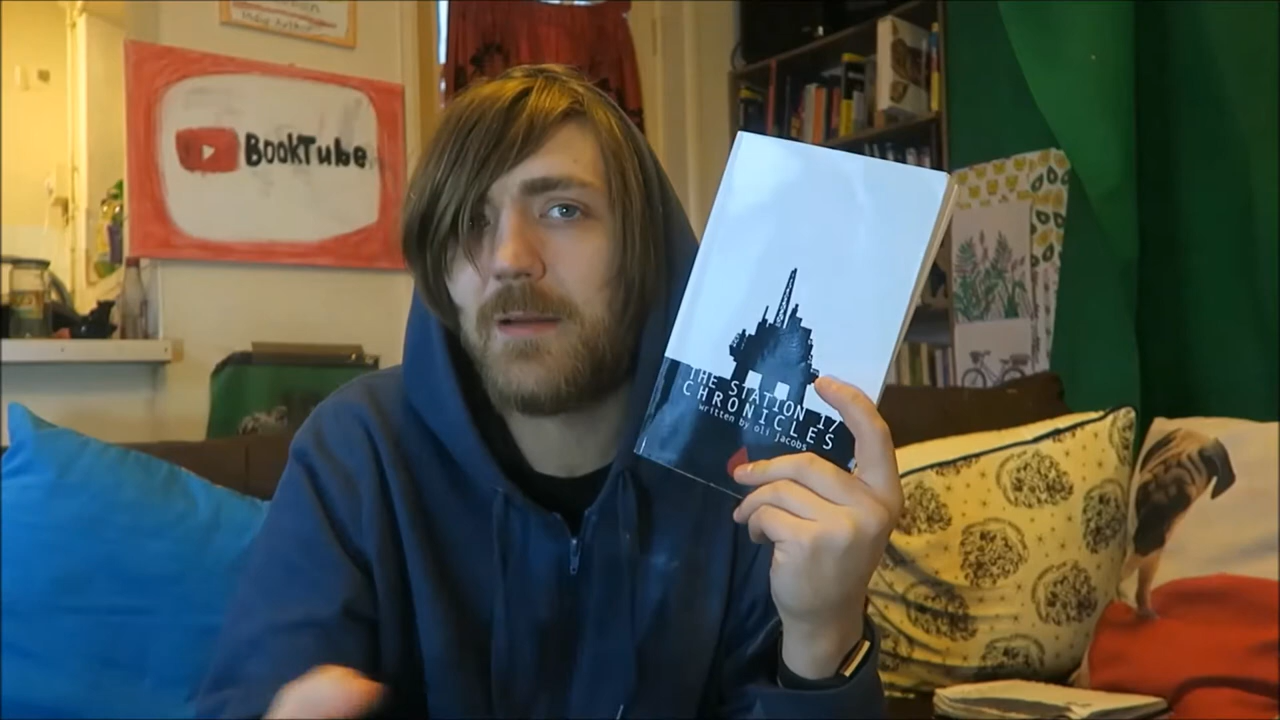 BookTube
THE STATION 17
CHRONICLES
written by oli jacobs